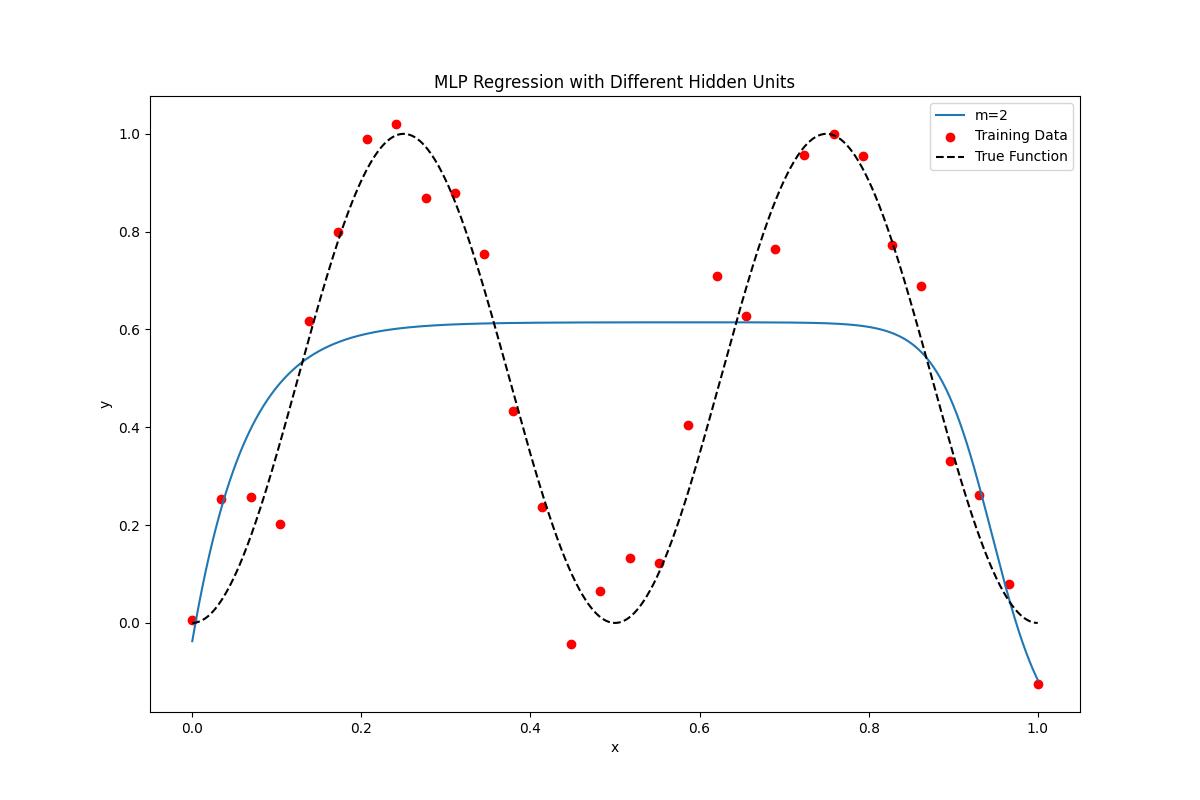 MLP Regression with Different Hidden Units
m=2
Training Data
True Function
1.0
0.8
0.6
0.4
0.2
0.0
y
0.0 0.2 0.4 0.6 0.8 1.0
x